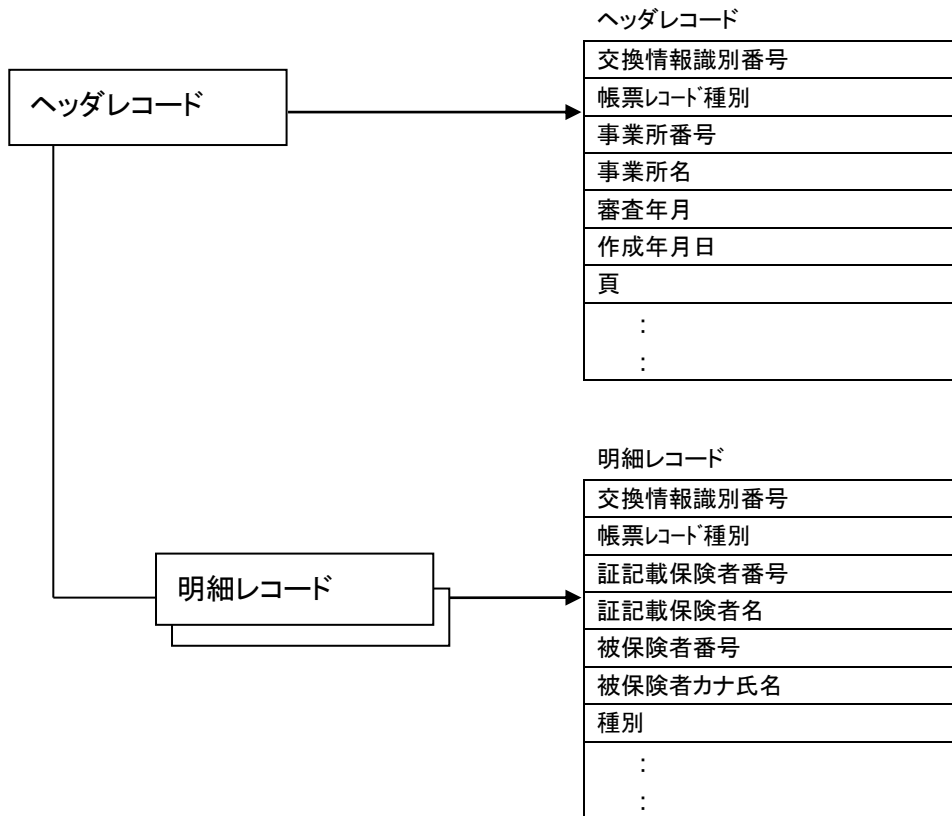 ヘッダレコード
ヘッダレコード
交換情報識別番号
帳票ﾚｺｰﾄﾞ種別
事業所番号
事業所名
審査年月
作成年月日
頁
:
:
明細レコード
明細レコード
交換情報識別番号
帳票ﾚｺｰﾄﾞ種別
証記載保険者番号
証記載保険者名
被保険者番号
被保険者カナ氏名
種別
:
: